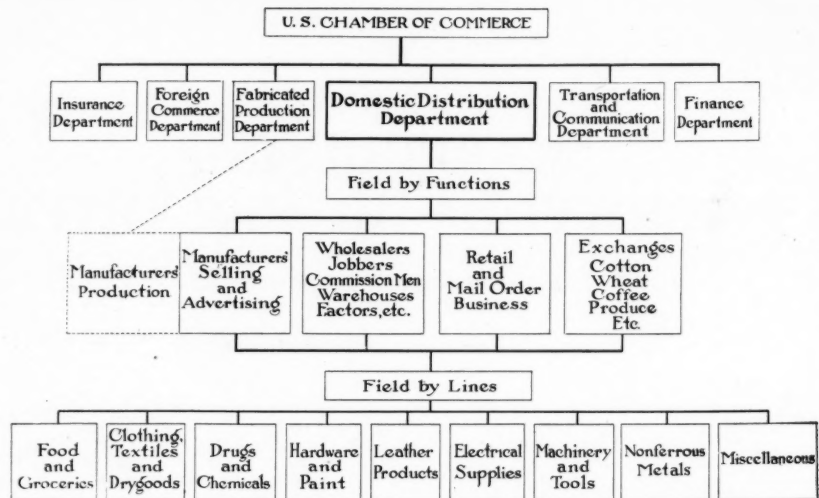 U. S. CHAMBER OF COMMERCE
Insurance
Department
Foreign
Commerce
Department
Fabricated
Production
Department
Domestic Distribution
Department
Transportation
and
Communication
Department
Finance
Department
Field by Functions
Manufacturers'
Production
Manufacturers'
Selling
and
Advertising
Wholesalers
Jobbers
Commission Men
Warehouses
Factors, etc.
Retail
and
Mail Order
Business
Exchanges
Cotton
Wheat
Coffee
Produce
Etc.
Field by Lines
Food
and
Groceries
Clothing,
Textiles
and
Drygoods
Drugs
and
Chemicals
Hardware
and
Paint
Leather
Products
Electrical
Supplies
Machinery
and
Tools
Nonferrous
Metals
Miscellaneous